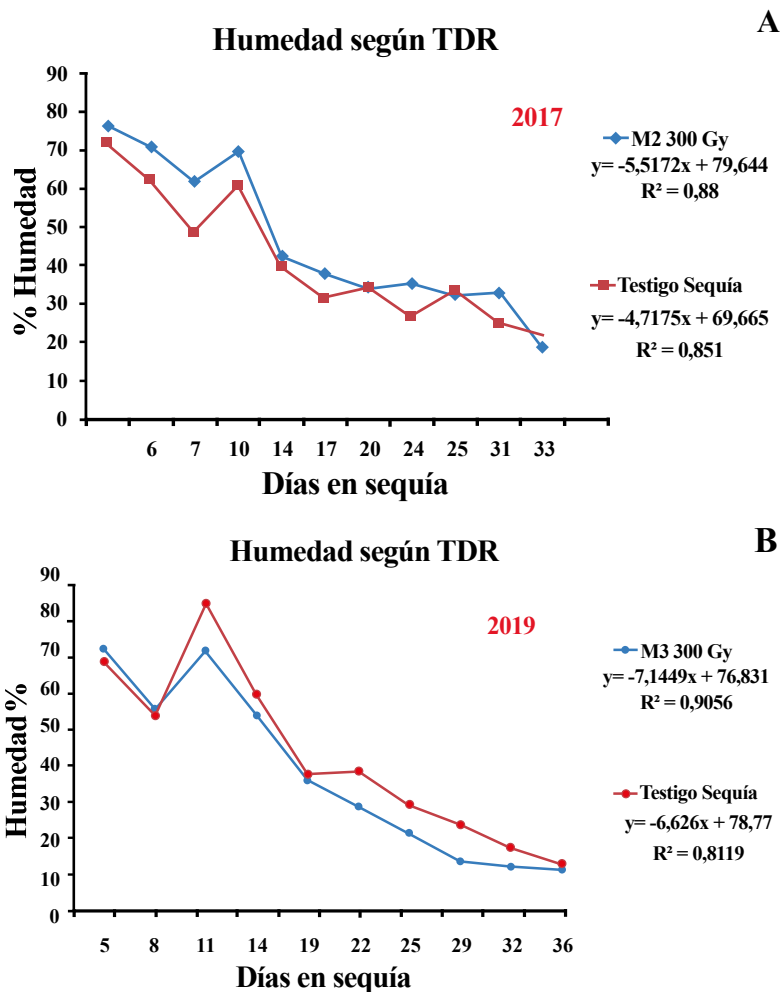 A
Humedad según TDR
90
80
70
60
50
40
30
20
10
0
% Humedad
2017
M2 300 Gy
y= -5,5172x + 79,644
R² = 0,88
Testigo Sequía
y= -4,7175x + 69,665
R² = 0,851
6 7 10 14 17 20 24 25 31 33
Días en sequía
B
Humedad según TDR
90
80
70
60
50
40
30
20
10
0
Humedad %
2019
M3 300 Gy
y= -7,1449x + 76,831
R² = 0,9056
Testigo Sequía
y= -6,626x + 78,77
R² = 0,8119
5 8 11 14 19 22 25 29 32 36
Días en sequía